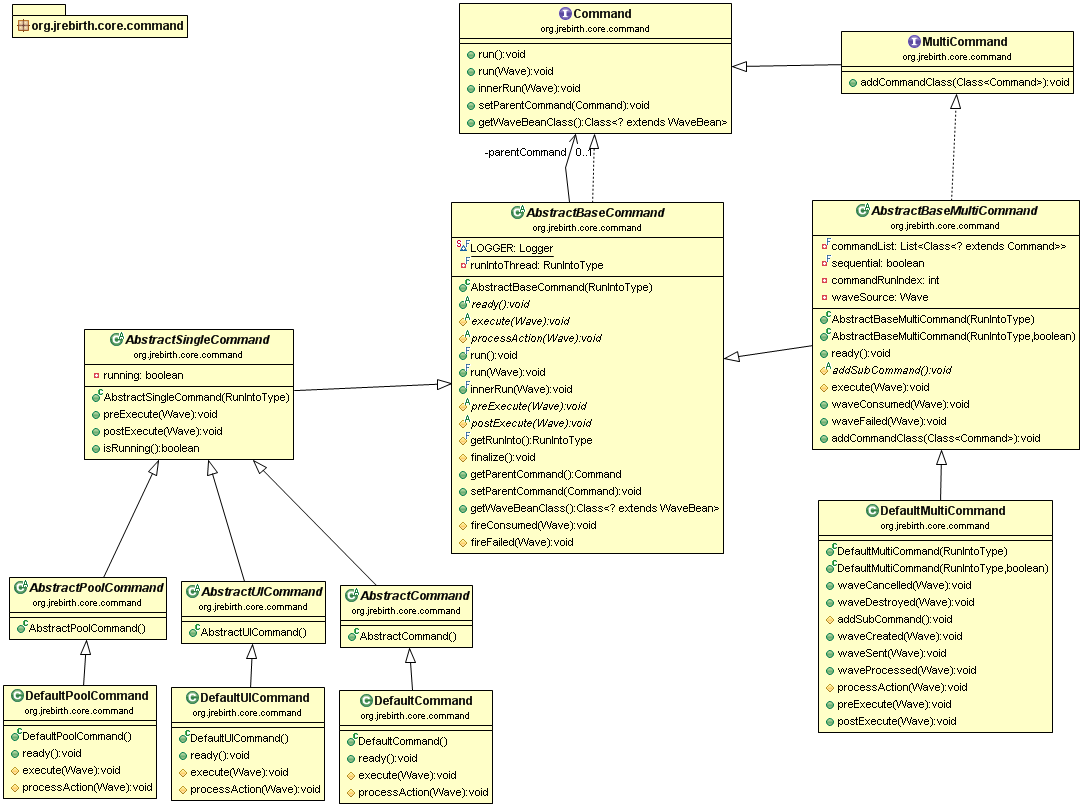 org.jrebirth.core.command
Command
org.jrebirth.core.command
run():void
run(Wave):void
innerRun(Wave):void
setParentCommand(Command):void
getWaveBeanClass():Class<? extends WaveBean>
MultiCommand
org.jrebirth.core.command
addCommandClass(Class<Command>):void
-parentCommand 0..1
AbstractBaseCommand
org.jrebirth.core.command
LOGGER: Logger
runIntoThread: RunIntoType
AbstractBaseCommand(RunIntoType)
ready():void
execute(Wave):void
processAction(Wave):void
run():void
run(Wave):void
innerRun(Wave):void
preExecute(Wave):void
postExecute(Wave):void
getRunInto():RunIntoType
finalize():void
getParentCommand():Command
setParentCommand(Command):void
getWaveBeanClass():Class<? extends WaveBean>
fireConsumed(Wave):void
fireFailed(Wave):void
AbstractBaseMultiCommand
org.jrebirth.core.command
commandList: List<Class<? extends Command>>
sequential: boolean
commandRunIndex: int
waveSource: Wave
AbstractBaseMultiCommand(RunIntoType)
AbstractBaseMultiCommand(RunIntoType,boolean)
ready():void
addSubCommand():void
execute(Wave):void
waveConsumed(Wave):void
waveFailed(Wave):void
addCommandClass(Class<Command>):void
AbstractSingleCommand
org.jrebirth.core.command
running: boolean
AbstractSingleCommand(RunIntoType)
preExecute(Wave):void
postExecute(Wave):void
isRunning():boolean
DefaultMultiCommand
org.jrebirth.core.command
DefaultMultiCommand(RunIntoType)
DefaultMultiCommand(RunIntoType,boolean)
waveCancelled(Wave):void
waveDestroyed(Wave):void
addSubCommand():void
waveCreated(Wave):void
waveSent(Wave):void
waveProcessed(Wave):void
processAction(Wave):void
preExecute(Wave):void
postExecute(Wave):void
AbstractPoolCommand
org.jrebirth.core.command
AbstractPoolCommand()
AbstractUICommand
org.jrebirth.core.command
AbstractUICommand()
AbstractCommand
org.jrebirth.core.command
AbstractCommand()
DefaultPoolCommand
org.jrebirth.core.command
DefaultPoolCommand()
ready():void
execute(Wave):void
processAction(Wave):void
DefaultUICommand
org.jrebirth.core.command
DefaultUICommand()
ready():void
execute(Wave):void
processAction(Wave):void
DefaultCommand
org.jrebirth.core.command
DefaultCommand()
ready():void
execute(Wave):void
processAction(Wave):void